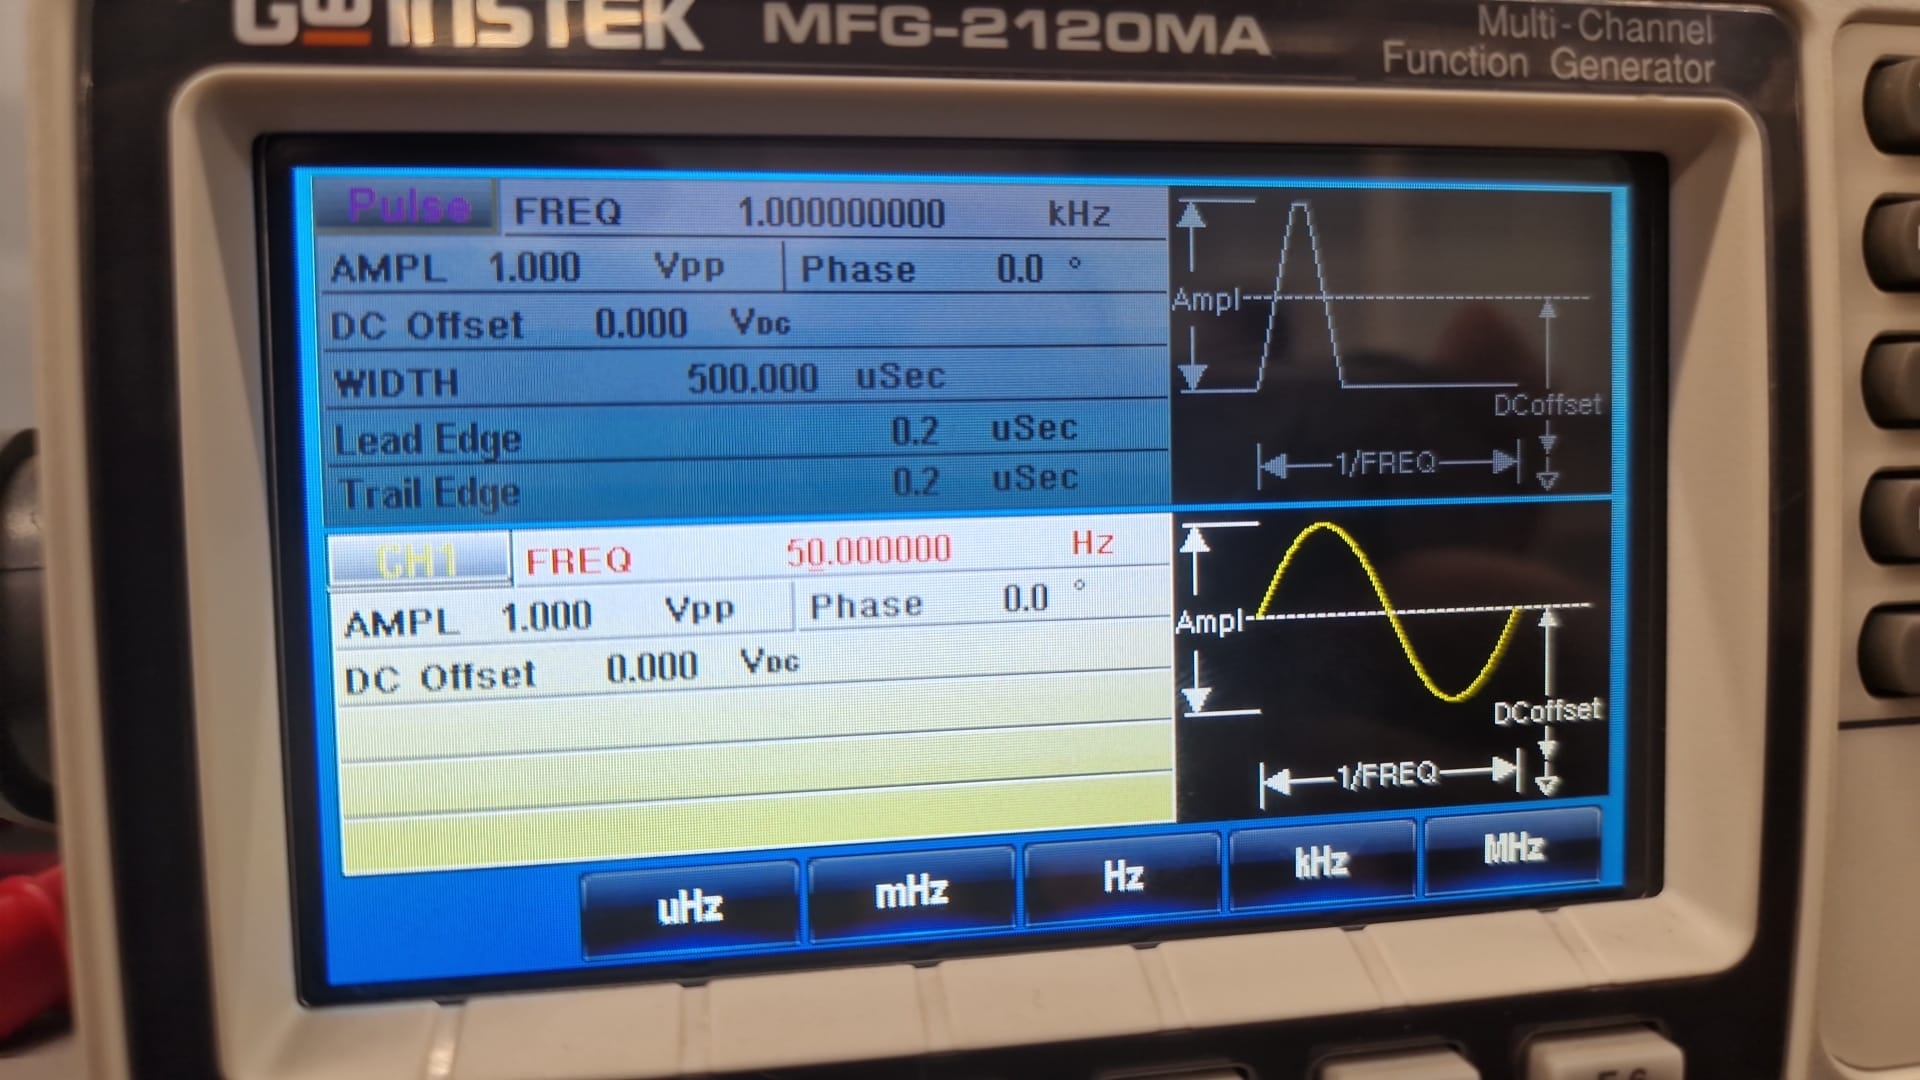 GW INSTEK MFG-2120MA Multi-Channel
Function Generator
Pulse FREQ 1.000000000 kHz
AMPL 1.000 Vpp Phase 0.0 °
DC Offset 0.000 VDC
WIDTH 500.000 uSec
Lead Edge 0.2 uSec
Trail Edge 0.2 uSec
Ampl
DCoffset
1/FREQ
CH1 FREQ 50.000000 Hz
AMPL 1.000 Vpp Phase 0.0 °
DC Offset 0.000 VDC
Ampl
DCoffset
1/FREQ
uHz mHz Hz kHz MHz